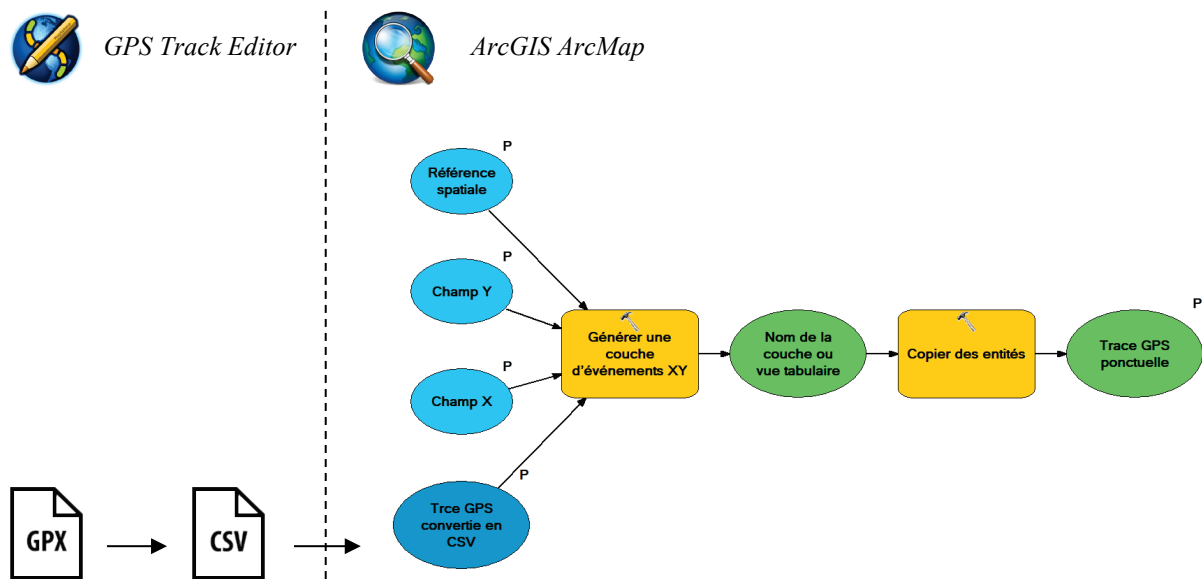 GPS Track Editor
ArcGIS ArcMap
P
Référence
spatiale
P
Champ Y
P
Champ X
P
Trce GPS
convertie en
CSV
Générer une
couche
d'événements XY
Nom de la
couche ou
vue tabulaire
Copier des entités
P
Trace GPS
ponctuelle
GPX
CSV